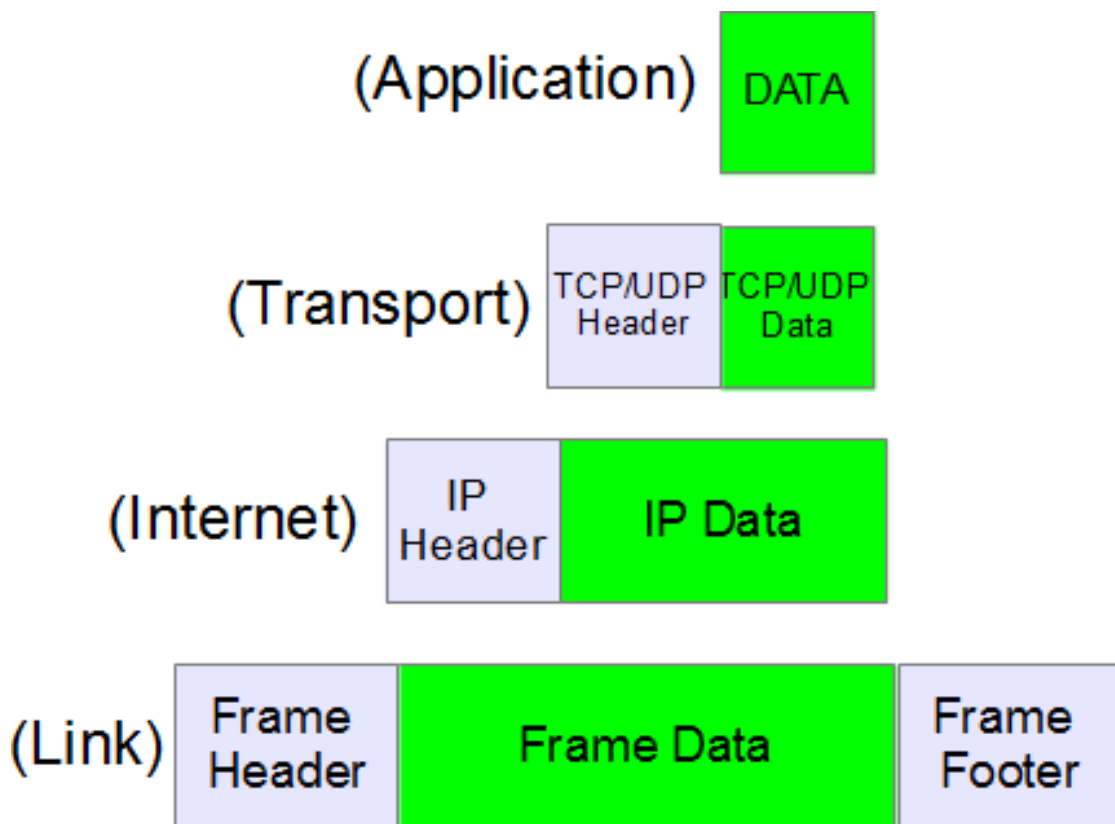 (Application)
DATA
(Transport)
TCP/UDP
Header
TCP/UDP
Data
(Internet)
IP
Header
IP Data
(Link)
Frame
Header
Frame Data
Frame
Footer